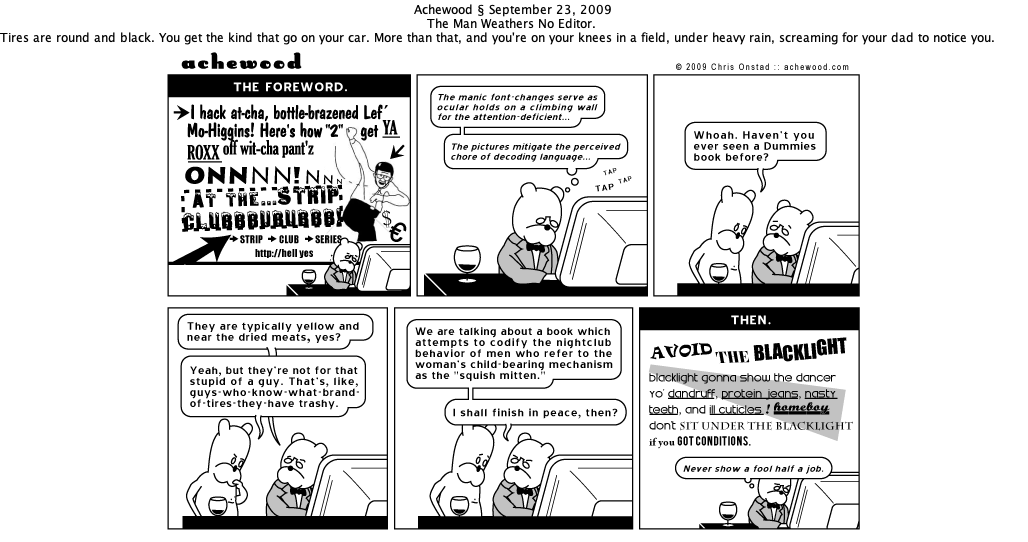 Achewood § September 23, 2009
The Man Weathers No Editor.
Tires are round and black. You get the kind that go on your car. More than that, and you're on your knees in a field, under heavy rain, screaming for your dad to notice you.
achewood
© 2009 Chris Onstad :: achewood.com
THE FOREWORD.
I hack at-cha, bottle-brazened Lef'
Mo-Higgins! Here's how "2" get YA
ROXX off wit-cha pant'z
ONNNNN!NNN
AT THE...STRIP
→ STRIP → CLUB → SERIES
http://hell yes
$
€
The manic font-changes serve as
ocular holds on a climbing wall
for the attention-deficient...
The pictures mitigate the perceived
chore of decoding language...
TAP
TAP TAP
Whoah. Haven't you
ever seen a Dummies
book before?
They are typically yellow and
near the dried meats, yes?
Yeah, but they're not for that
stupid of a guy. That's, like,
guys-who-know-what-brand-
of-tires-they-have trashy.
We are talking about a book which
attempts to codify the nightclub
behavior of men who refer to the
woman's child-bearing mechanism
as the "squish mitten."
I shall finish in peace, then?
THEN.
AVOID THE BLACKLIGHT
blacklight gonna show the dancer
yo' dandruff, protein jeans, nasty
teeth, and ill cuticles ! homeboy
dont SIT UNDER THE BLACKLIGHT
if you GOT CONDITIONS.
Never show a fool half a job.